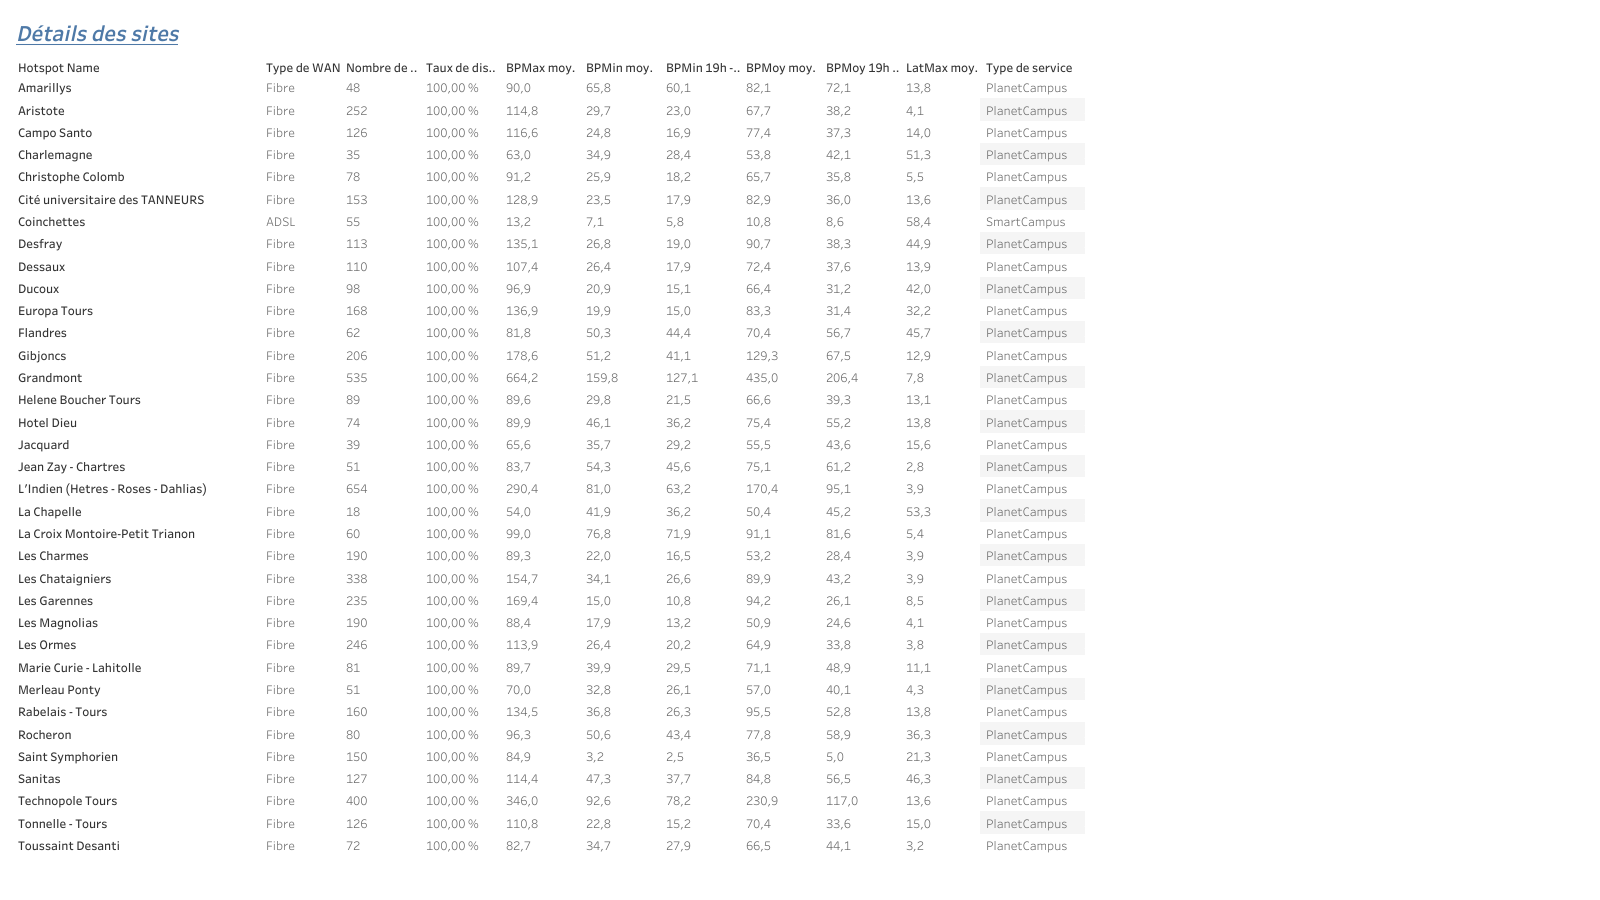 Détails des sites
Hotspot Name Type de WAN Nombre de .. Taux de dis.. BPMax moy. BPMin moy. BPMin 19h -.. BPMoy moy. BPMoy 19h .. LatMax moy. Type de service
Amarillys Fibre 48 100,00 % 90,0 65,8 60,1 82,1 72,1 13,8 PlanetCampus
Aristote Fibre 252 100,00 % 114,8 29,7 23,0 67,7 38,2 4,1 PlanetCampus
Campo Santo Fibre 126 100,00 % 116,6 24,8 16,9 77,4 37,3 14,0 PlanetCampus
Charlemagne Fibre 35 100,00 % 63,0 34,9 28,4 53,8 42,1 51,3 PlanetCampus
Christophe Colomb Fibre 78 100,00 % 91,2 25,9 18,2 65,7 35,8 5,5 PlanetCampus
Cité universitaire des TANNEURS Fibre 153 100,00 % 128,9 23,5 17,9 82,9 36,0 13,6 PlanetCampus
Coinchettes ADSL 55 100,00 % 13,2 7,1 5,8 10,8 8,6 58,4 SmartCampus
Desfray Fibre 113 100,00 % 135,1 26,8 19,0 90,7 38,3 44,9 PlanetCampus
Dessaux Fibre 110 100,00 % 107,4 26,4 17,9 72,4 37,6 13,9 PlanetCampus
Ducoux Fibre 98 100,00 % 96,9 20,9 15,1 66,4 31,2 42,0 PlanetCampus
Europa Tours Fibre 168 100,00 % 136,9 19,9 15,0 83,3 31,4 32,2 PlanetCampus
Flandres Fibre 62 100,00 % 81,8 50,3 44,4 70,4 56,7 45,7 PlanetCampus
Gibjoncs Fibre 206 100,00 % 178,6 51,2 41,1 129,3 67,5 12,9 PlanetCampus
Grandmont Fibre 535 100,00 % 664,2 159,8 127,1 435,0 206,4 7,8 PlanetCampus
Helene Boucher Tours Fibre 89 100,00 % 89,6 29,8 21,5 66,6 39,3 13,1 PlanetCampus
Hotel Dieu Fibre 74 100,00 % 89,9 46,1 36,2 75,4 55,2 13,8 PlanetCampus
Jacquard Fibre 39 100,00 % 65,6 35,7 29,2 55,5 43,6 15,6 PlanetCampus
Jean Zay - Chartres Fibre 51 100,00 % 83,7 54,3 45,6 75,1 61,2 2,8 PlanetCampus
L’Indien (Hetres - Roses - Dahlias) Fibre 654 100,00 % 290,4 81,0 63,2 170,4 95,1 3,9 PlanetCampus
La Chapelle Fibre 18 100,00 % 54,0 41,9 36,2 50,4 45,2 53,3 PlanetCampus
La Croix Montoire-Petit Trianon Fibre 60 100,00 % 99,0 76,8 71,9 91,1 81,6 5,4 PlanetCampus
Les Charmes Fibre 190 100,00 % 89,3 22,0 16,5 53,2 28,4 3,9 PlanetCampus
Les Chataigniers Fibre 338 100,00 % 154,7 34,1 26,6 89,9 43,2 3,9 PlanetCampus
Les Garennes Fibre 235 100,00 % 169,4 15,0 10,8 94,2 26,1 8,5 PlanetCampus
Les Magnolias Fibre 190 100,00 % 88,4 17,9 13,2 50,9 24,6 4,1 PlanetCampus
Les Ormes Fibre 246 100,00 % 113,9 26,4 20,2 64,9 33,8 3,8 PlanetCampus
Marie Curie - Lahitolle Fibre 81 100,00 % 89,7 39,9 29,5 71,1 48,9 11,1 PlanetCampus
Merleau Ponty Fibre 51 100,00 % 70,0 32,8 26,1 57,0 40,1 4,3 PlanetCampus
Rabelais - Tours Fibre 160 100,00 % 134,5 36,8 26,3 95,5 52,8 13,8 PlanetCampus
Rocheron Fibre 80 100,00 % 96,3 50,6 43,4 77,8 58,9 36,3 PlanetCampus
Saint Symphorien Fibre 150 100,00 % 84,9 3,2 2,5 36,5 5,0 21,3 PlanetCampus
Sanitas Fibre 127 100,00 % 114,4 47,3 37,7 84,8 56,5 46,3 PlanetCampus
Technopole Tours Fibre 400 100,00 % 346,0 92,6 78,2 230,9 117,0 13,6 PlanetCampus
Tonnelle - Tours Fibre 126 100,00 % 110,8 22,8 15,2 70,4 33,6 15,0 PlanetCampus
Toussaint Desanti Fibre 72 100,00 % 82,7 34,7 27,9 66,5 44,1 3,2 PlanetCampus